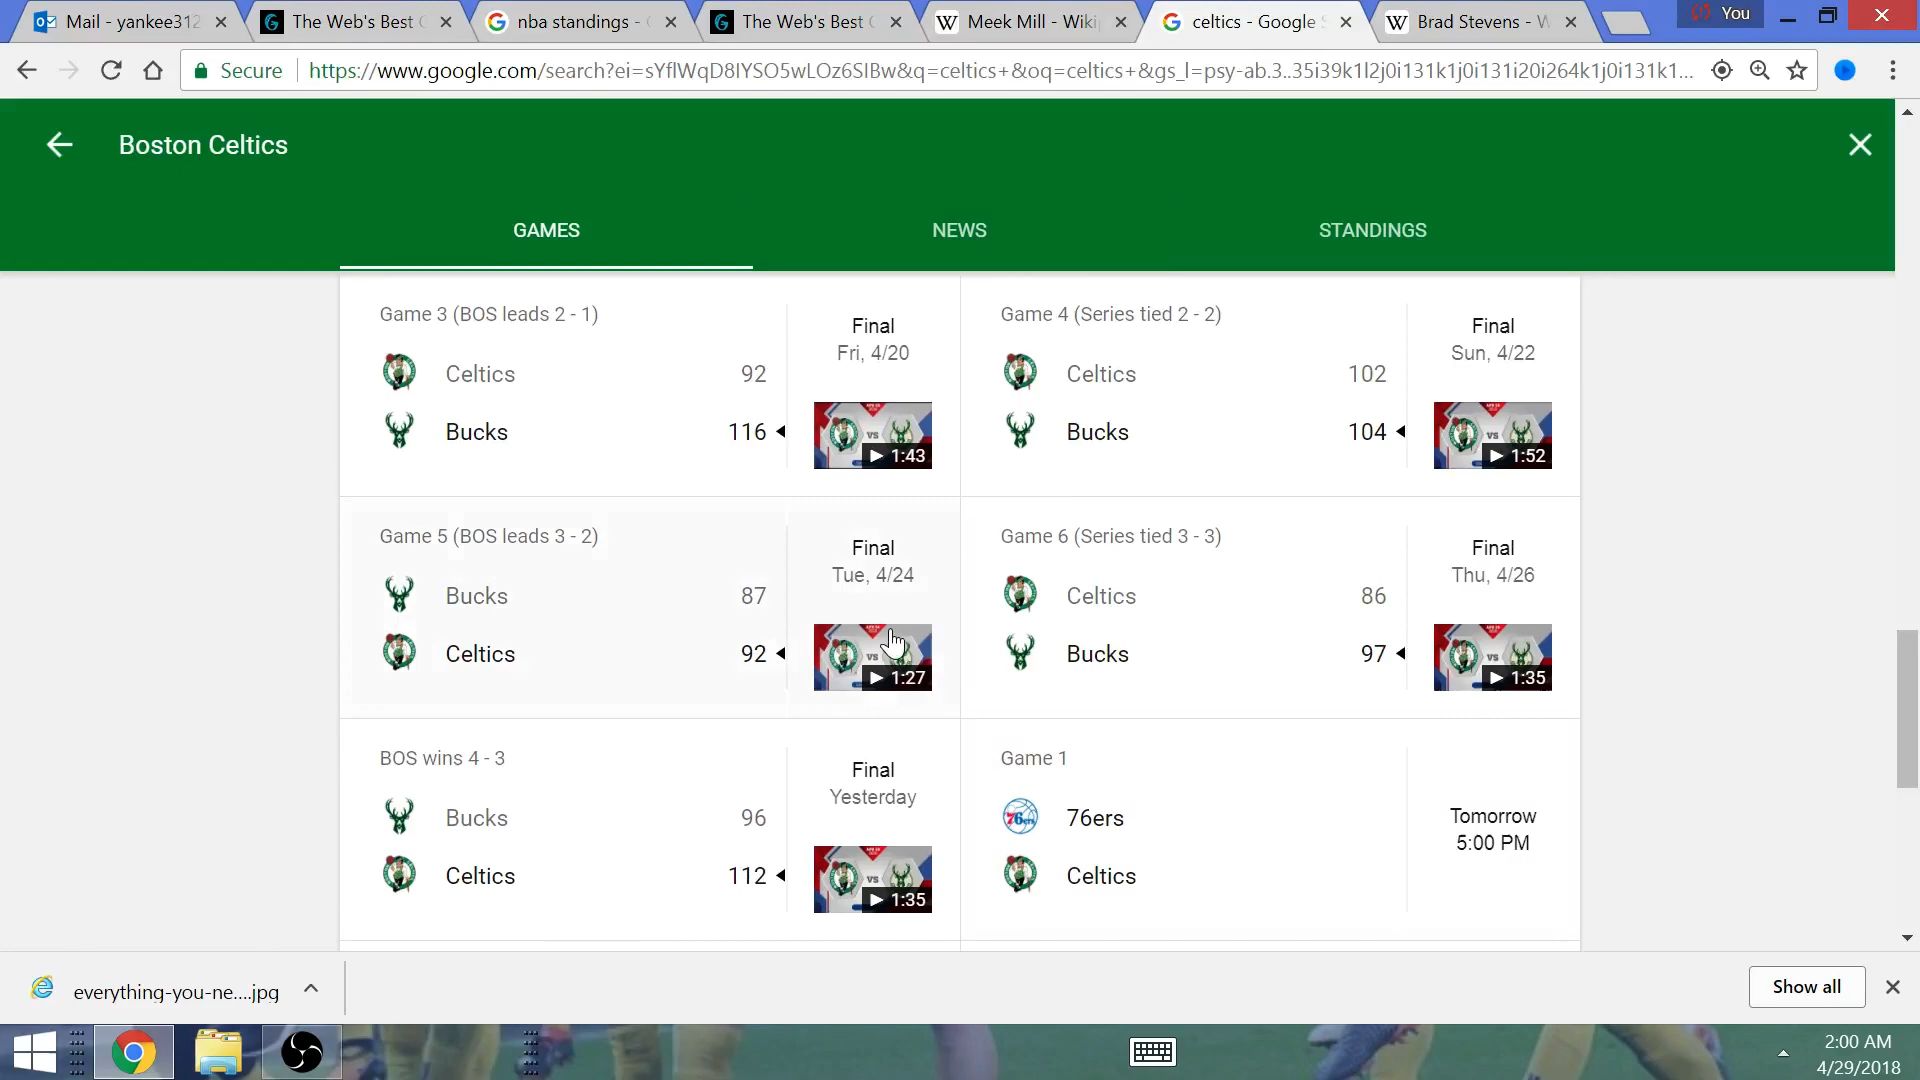 Mail - yankee312
The Web's Best
nba standings -
The Web's Best
Meek Mill - Wiki
celtics - Google
Brad Stevens - W
You
Secure
https://www.google.com/search?ei=sYflWqD8IYSO5wLOz6SIBw&q=celtics+&oq=celtics+&gs_l=psy-ab.3..35i39k1l2j0i131k1j0i131i20i264k1j0i131k1...
Boston Celtics
GAMES
NEWS
STANDINGS
Game 3 (BOS leads 2 - 1)
Celtics 92
Bucks 116
Final
Fri, 4/20
1:43
Game 4 (Series tied 2 - 2)
Celtics 102
Bucks 104
Final
Sun, 4/22
1:52
Game 5 (BOS leads 3 - 2)
Bucks 87
Celtics 92
Final
Tue, 4/24
VS
1:27
Game 6 (Series tied 3 - 3)
Celtics 86
Bucks 97
Final
Thu, 4/26
VS
1:35
BOS wins 4 - 3
Bucks 96
Celtics 112
Final
Yesterday
VS
1:35
Game 1
76ers
Celtics
Tomorrow
5:00 PM
everything-you-ne....jpg
Show all
2:00 AM
4/29/2018